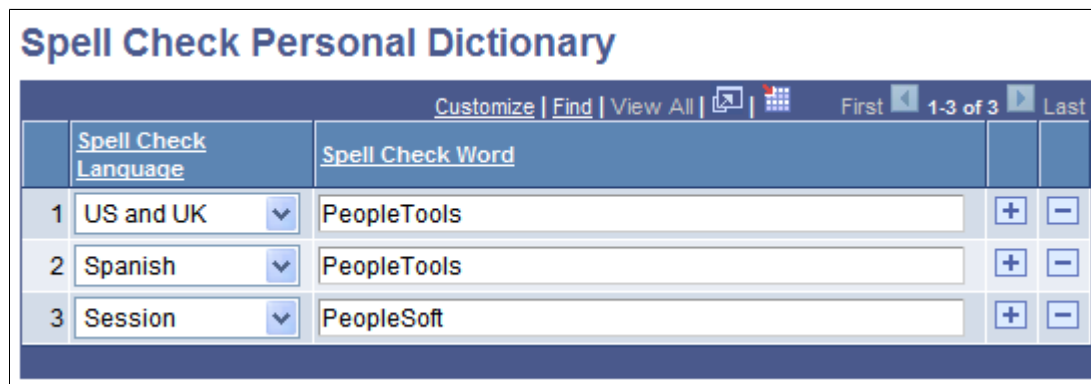 Spell Check Personal Dictionary
Customize | Find | View All | | First 1-3 of 3 Last
Spell Check Language Spell Check Word
1 US and UK PeopleTools
2 Spanish PeopleTools
3 Session PeopleSoft